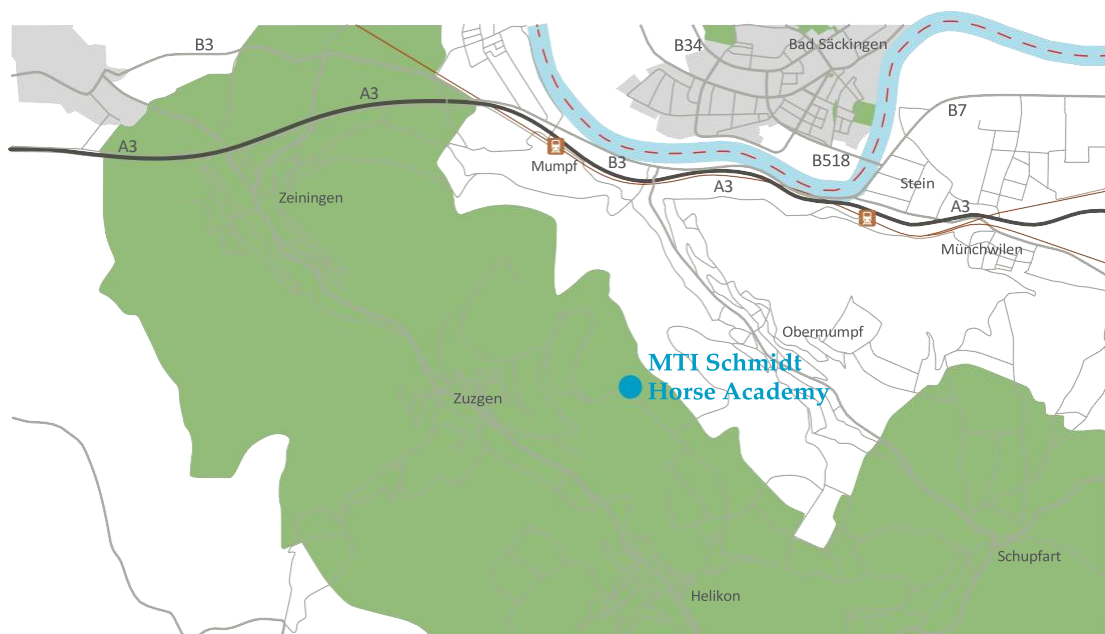 B3
B34
Bad Säckingen
A3
B7
A3
B3
B518
Mumpf
A3
Stein
Zeiningen
A3
Münchwilen
Obermumpf
MTI Schmidt
Horse Academy
Zuzgen
Schupfart
Helikon